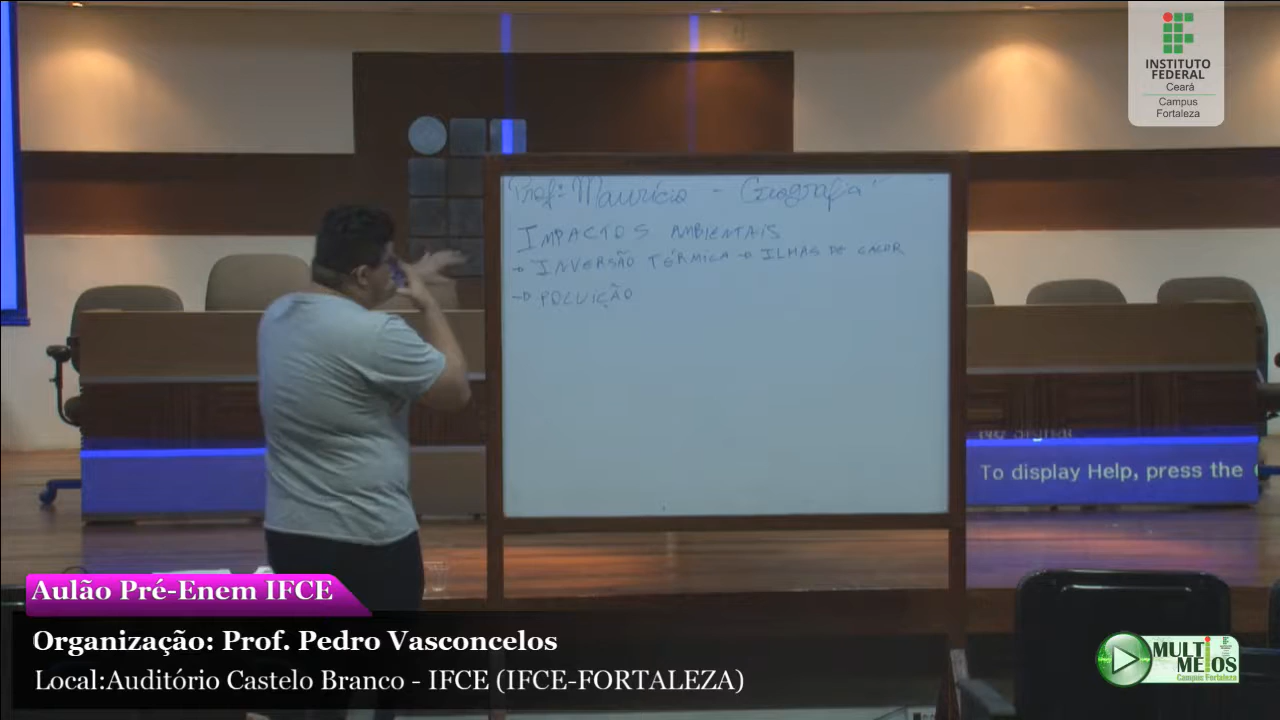 INSTITUTO
FEDERAL
Ceará
Campus
Fortaleza
Prof. Maurício - Geografia
IMPACTOS AMBIENTAIS
→ INVERSÃO TÉRMICA → ILHAS DE CALOR
→ POLUIÇÃO
No Signal
To display Help, press the
Aulão Pré-Enem IFCE
Organização: Prof. Pedro Vasconcelos
Local:Auditório Castelo Branco - IFCE (IFCE-FORTALEZA)
MULTIMEIOS
Campus Fortaleza